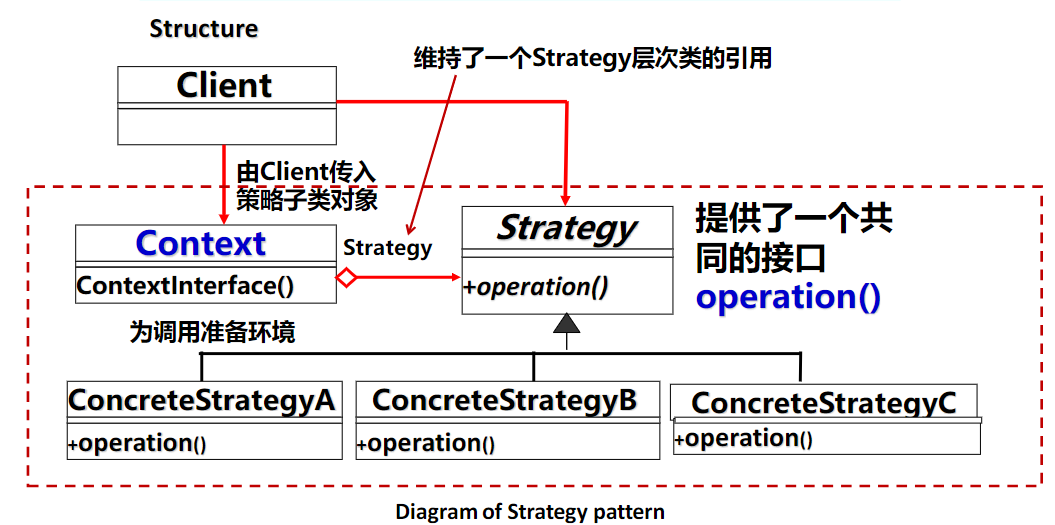 Structure
维持了一个Strategy层次类的引用
Client
由Client传入
策略子类对象
Context
ContextInterface()
为调用准备环境
Strategy
Strategy
+operation()
提供了一个共
同的接口
operation()
ConcreteStrategyA
+operation()
ConcreteStrategyB
+operation()
ConcreteStrategyC
+operation()
Diagram of Strategy pattern